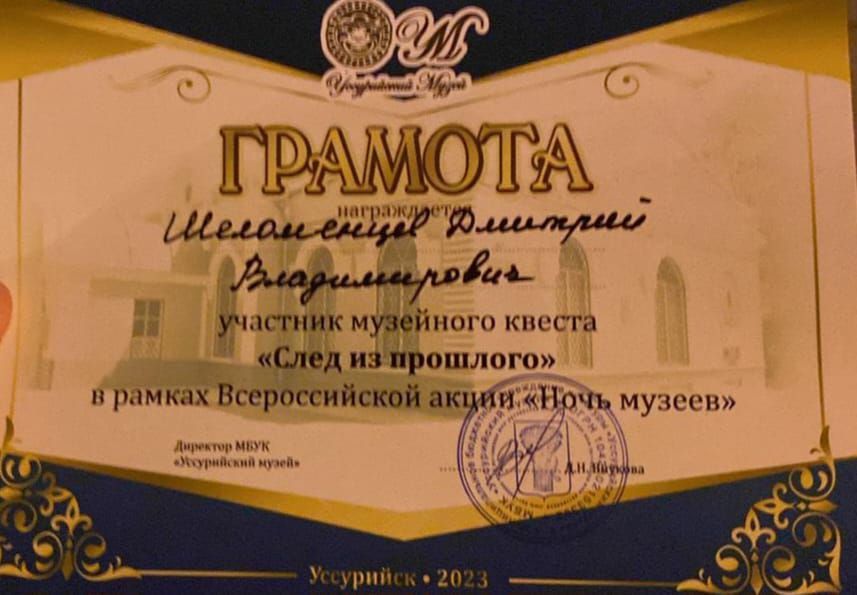 УМ
Уссурийский Музей
ГРАМОТА
награждается
Шеломенцев Дмитрий
Владимирович
участник музейного квеста
«След из прошлого»
в рамках Всероссийской акции «Ночь музеев»
Директор МБУК
«Уссурийский музей»
Уссурийск • 2023